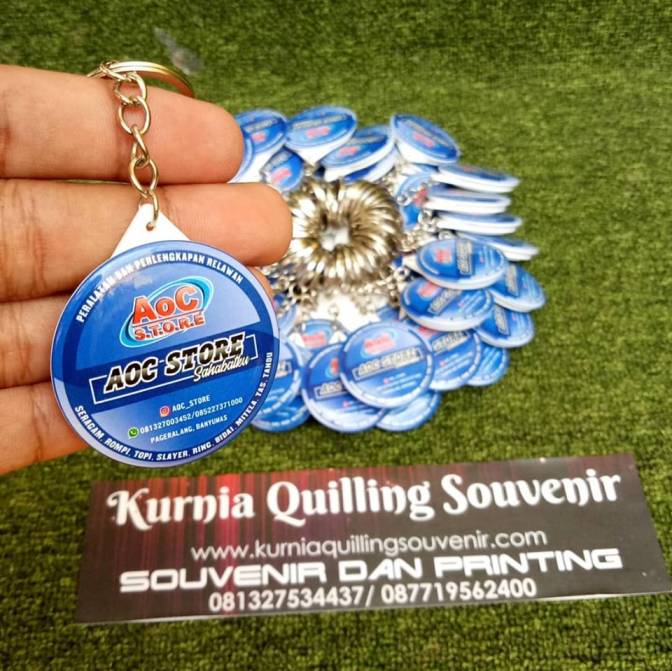 PERALATAN DAN PERLENGKAPAN RELAWAN
AoC
S.T.O.R.E
AOC STORE
Sahabatku
AOC_STORE
081327003452/085227371000
PAGERALANG, BANYUMAS
SERAGAM, ROMPI, TOPI, SLAYER, RING, BIDAI, MITELA, TAS, TANDU
Kurnia Quilling Souvenir
www.kurniaquillingsouvenir.com
SOUVENIR DAN PRINTING
081327534437/ 087719562400